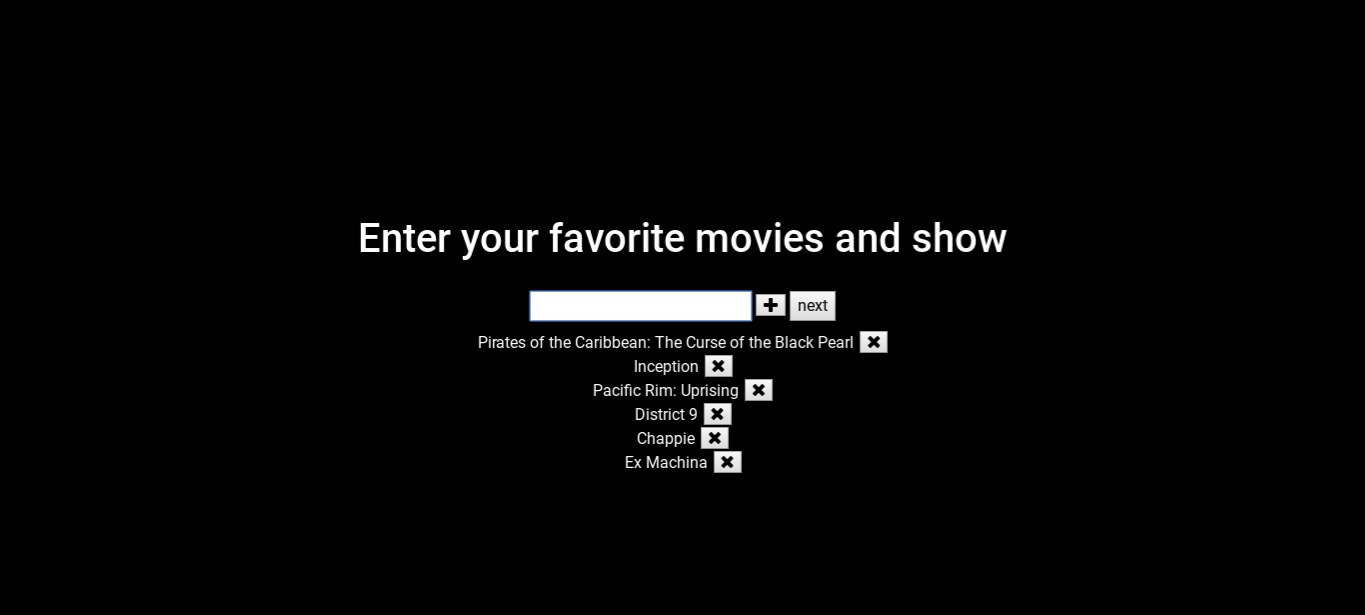 Enter your favorite movies and show
next
Pirates of the Caribbean: The Curse of the Black Pearl
Inception
Pacific Rim: Uprising
District 9
Chappie
Ex Machina